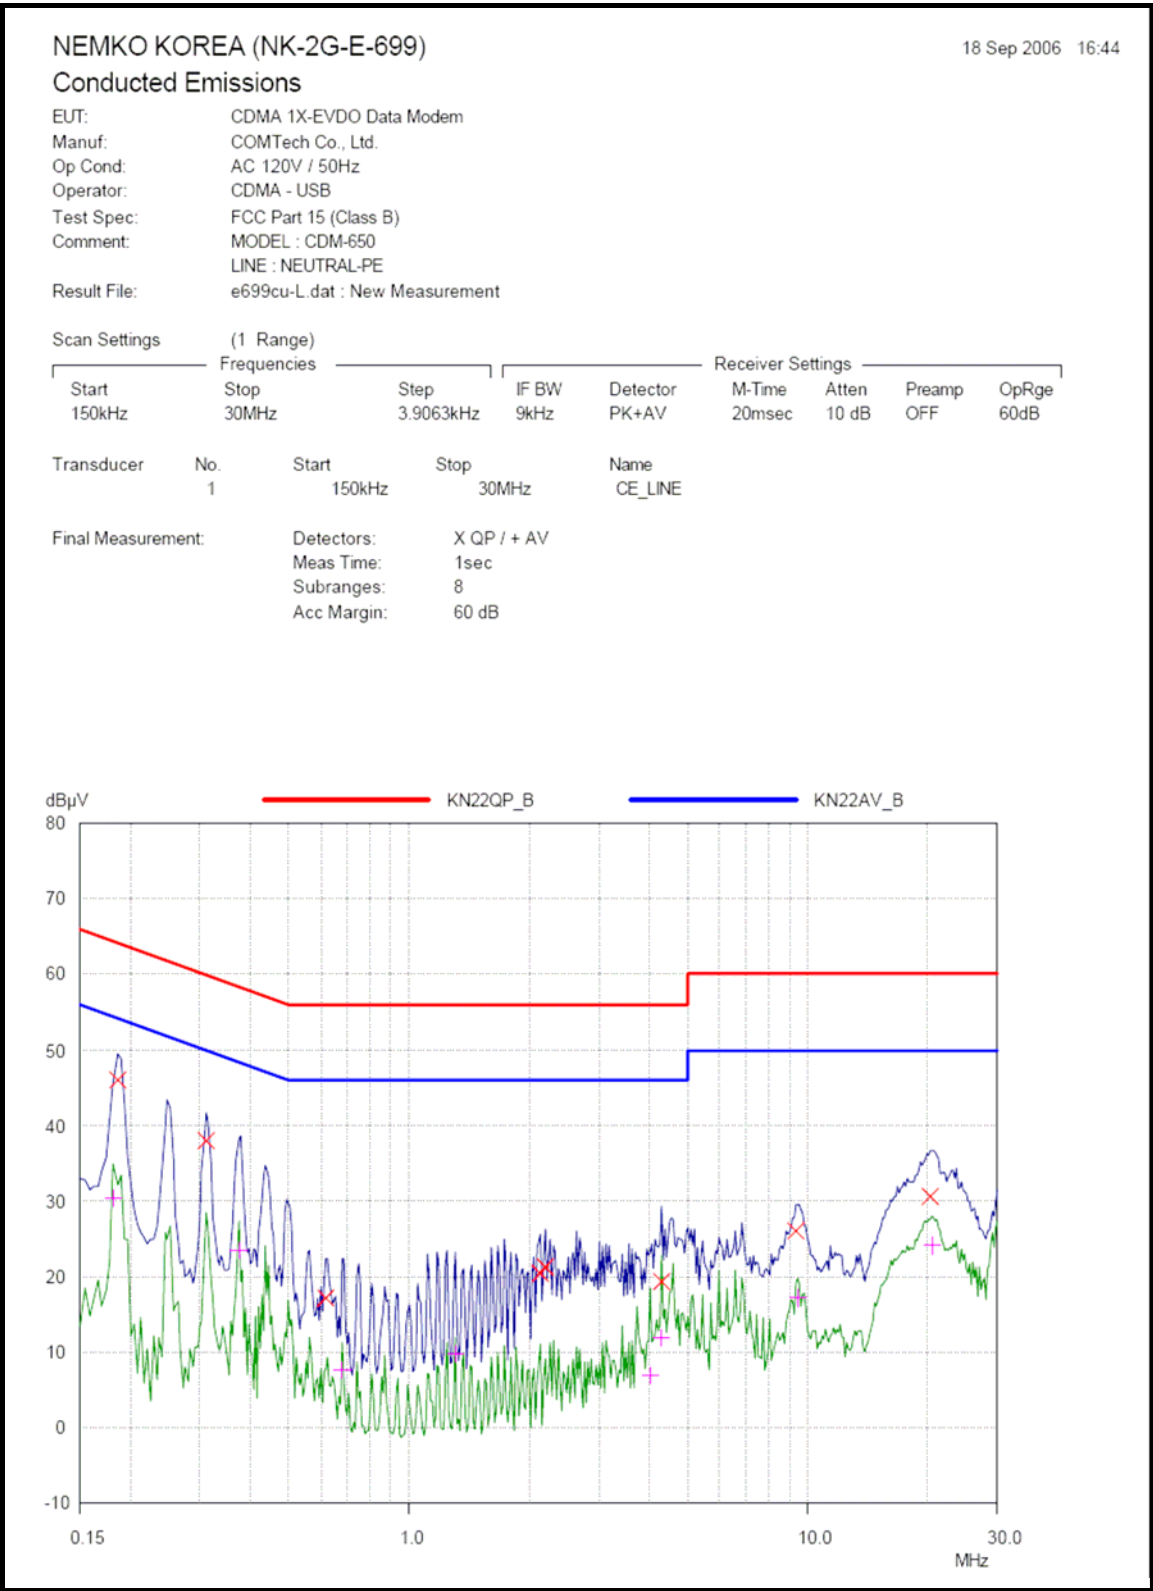 NEMKO KOREA (NK-2G-E-699) 18 Sep 2006 16:44
Conducted Emissions
EUT: CDMA 1X-EVDO Data Modem
Manuf: COMTech Co., Ltd.
Op Cond: AC 120V / 50Hz
Operator: CDMA - USB
Test Spec: FCC Part 15 (Class B)
Comment: MODEL : CDM-650
LINE : NEUTRAL-PE
Result File: e699cu-L.dat : New Measurement
Scan Settings (1 Range)
Frequencies Receiver Settings
Start Stop Step IF BW Detector M-Time Atten Preamp OpRge
150kHz 30MHz 3.9063kHz 9kHz PK+AV 20msec 10 dB OFF 60dB
Transducer No. Start Stop Name
1 150kHz 30MHz CE_LINE
Final Measurement: Detectors: X QP / + AV
Meas Time: 1sec
Subranges: 8
Acc Margin: 60 dB
dBµV KN22QP_B KN22AV_B
80
70
60
50
40
30
20
10
0
-10
0.15 1.0 10.0 30.0
MHz